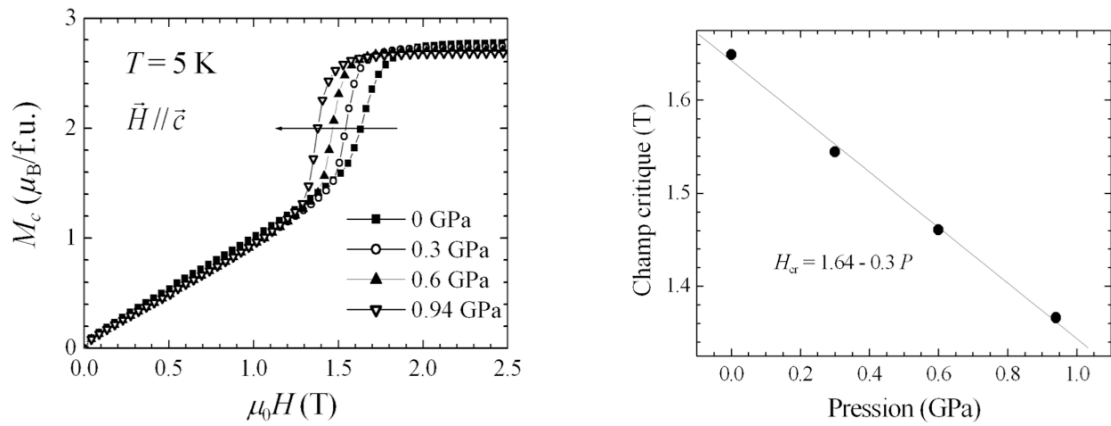 3
2
1
0
M_c (μ_B/f.u.)
T = 5 K
H⃗ // c⃗
0 GPa
0.3 GPa
0.6 GPa
0.94 GPa
0.0 0.5 1.0 1.5 2.0 2.5
μ_0H (T)
1.6
1.5
1.4
Champ critique (T)
H_cr = 1.64 - 0.3 P
0.0 0.2 0.4 0.6 0.8 1.0
Pression (GPa)